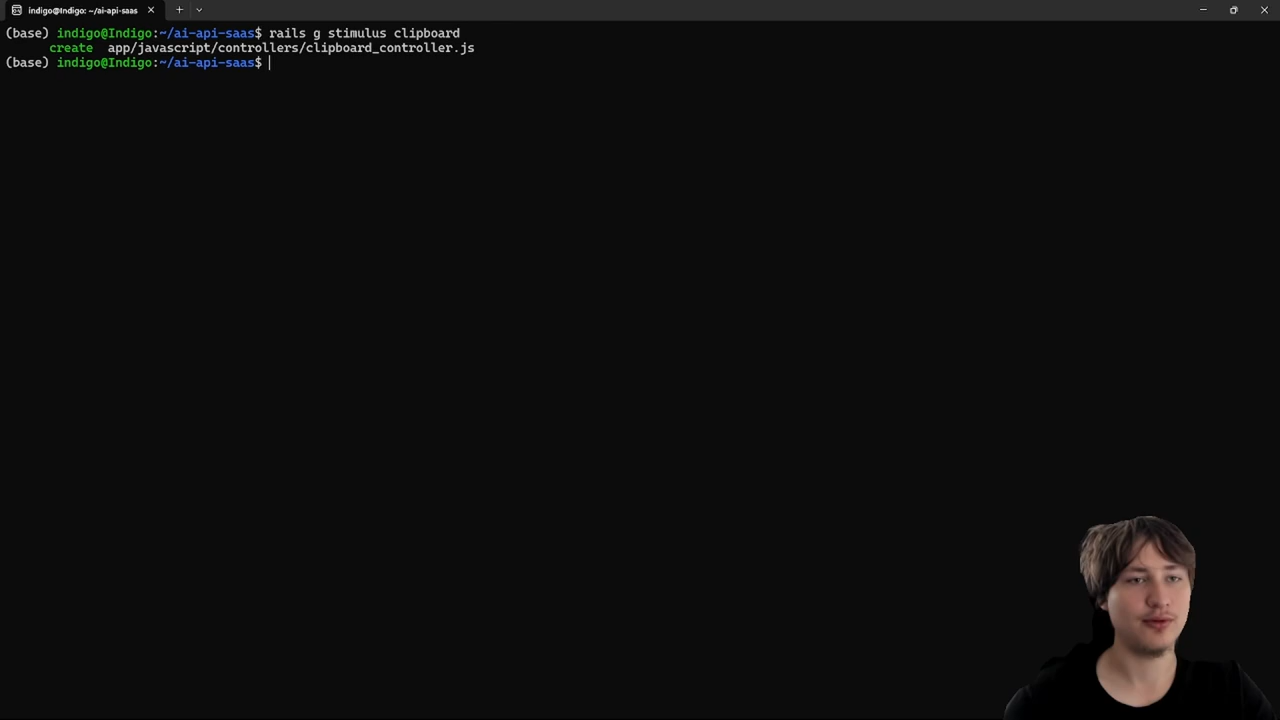 indigo@Indigo: ~/ai-api-saas
(base) indigo@Indigo:~/ai-api-saas$ rails g stimulus clipboard
create app/javascript/controllers/clipboard_controller.js
(base) indigo@Indigo:~/ai-api-saas$